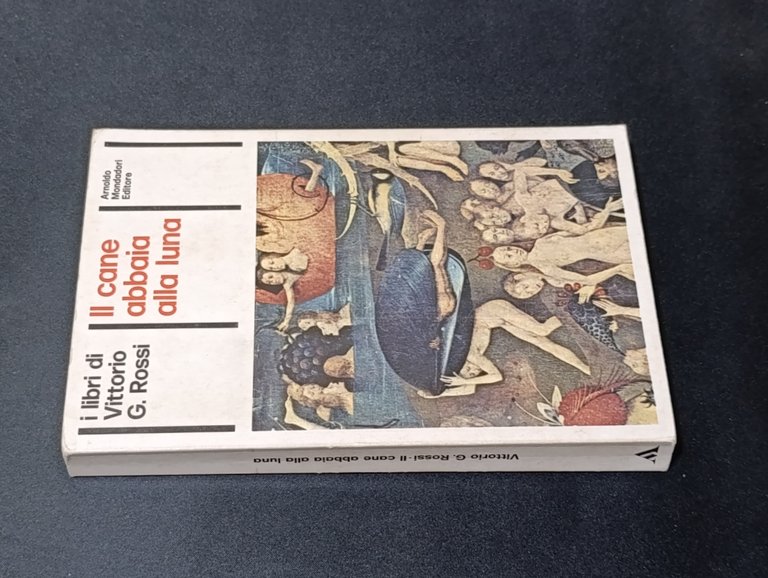 i libri di
Vittorio
G. Rossi
Il cane
abbaia
alla luna
Arnoldo
Mondadori
Editore
Vittorio G. Rossi · Il cane abbaia alla luna